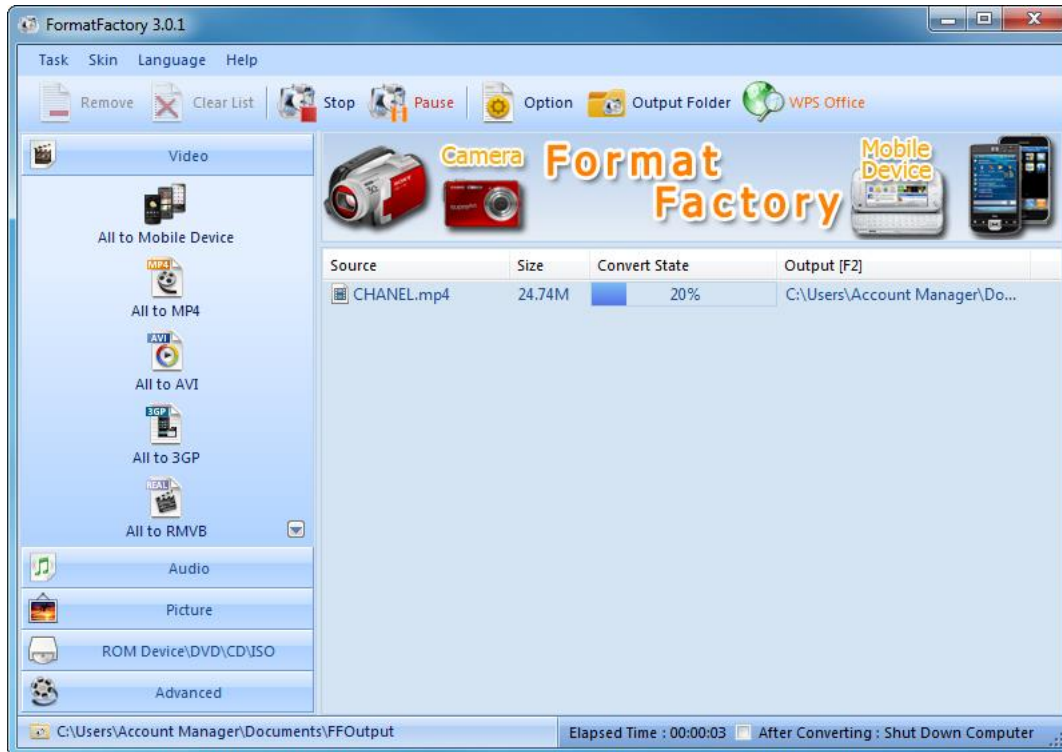 FormatFactory 3.0.1
Task Skin Language Help
Remove Clear List Stop Pause Option Output Folder WPS Office
Video
All to Mobile Device
MP4
All to MP4
AVI
All to AVI
3GP
All to 3GP
REAL
All to RMVB
Audio
Picture
ROM Device\DVD\CD\ISO
Advanced
Camera
Format
Factory
Mobile
Device
SONY
Source Size Convert State Output [F2]
CHANEL.mp4 24.74M 20% C:\Users\Account Manager\Do...
C:\Users\Account Manager\Documents\FFOutput
Elapsed Time : 00:00:03 After Converting : Shut Down Computer